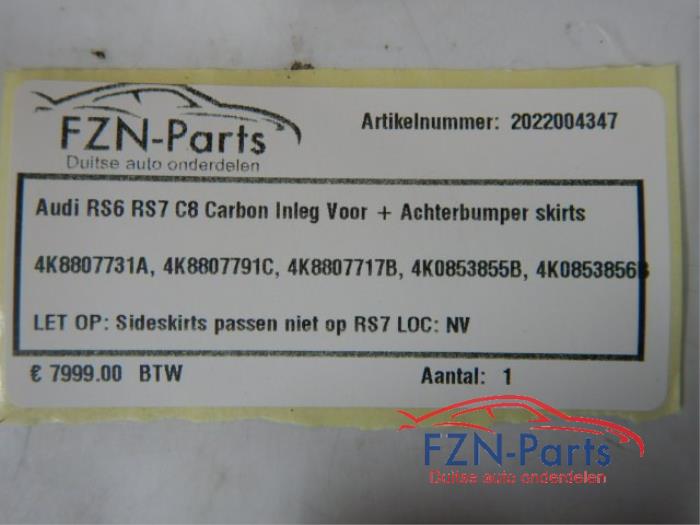 FZN-Parts
Duitse auto onderdelen
Artikelnummer: 2022004347
Audi RS6 RS7 C8 Carbon Inleg Voor + Achterbumper skirts
4K8807731A, 4K8807791C, 4K8807717B, 4K0853855B, 4K0853856B
LET OP: Sideskirts passen niet op RS7 LOC: NV
€ 7999.00 BTW
Aantal: 1
FZN-Parts
Duitse auto onderdelen